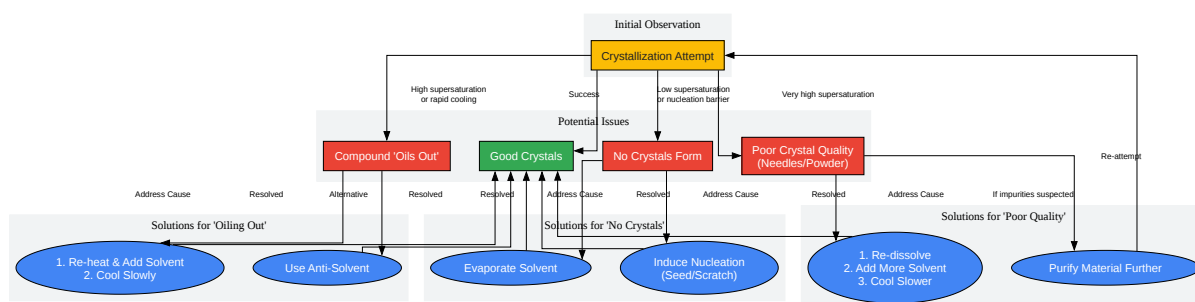 Initial Observation
Crystallization Attempt
High supersaturation
or rapid cooling
Success
Low supersaturation
or nucleation barrier
Very high supersaturation
Potential Issues
Compound 'Oils Out'
Good Crystals
No Crystals Form
Poor Crystal Quality
(Needles/Powder)
Re-attempt
Address Cause
Resolved
Alternative
Resolved
Resolved
Address Cause
Resolved
Address Cause
Resolved
Address Cause
If impurities suspected
Solutions for 'Oiling Out'
Solutions for 'No Crystals'
Solutions for 'Poor Quality'
1. Re-heat & Add Solvent
2. Cool Slowly
Use Anti-Solvent
Evaporate Solvent
Induce Nucleation
(Seed/Scratch)
1. Re-dissolve
2. Add More Solvent
3. Cool Slower
Purify Material Further